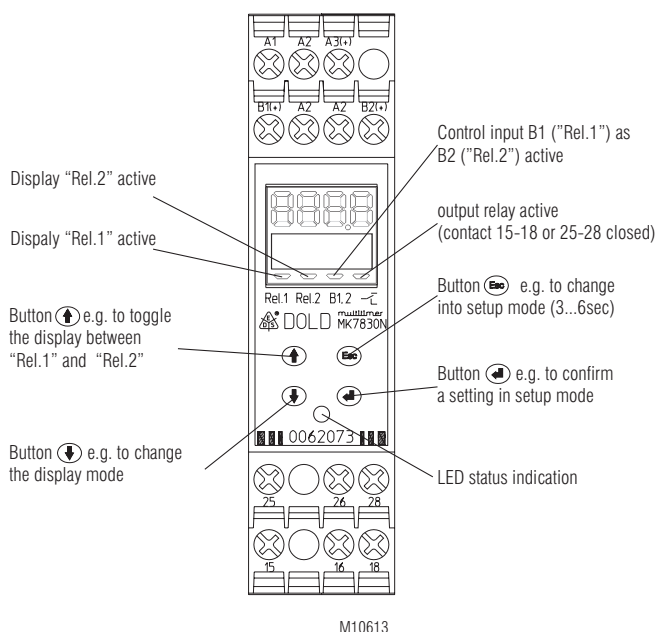 A1 A2 A3(+)
B1(+) A2 A2 B2(+)
Control input B1 ("Rel.1") as
B2 ("Rel.2") active
Display “Rel.2” active
output relay active
(contact 15-18 or 25-28 closed)
Dispaly “Rel.1” active
Rel.1 Rel.2 B1.2
DOLD multitimer
MK7830N
Button Esc e.g. to change
into setup mode (3...6sec)
Button e.g. to toggle
the display between
“Rel.1” and “Rel.2”
Esc
Button e.g. to confirm
a setting in setup mode
0062073
Button e.g. to change
the display mode
LED status indication
25 26 28
15 16 18
M10613